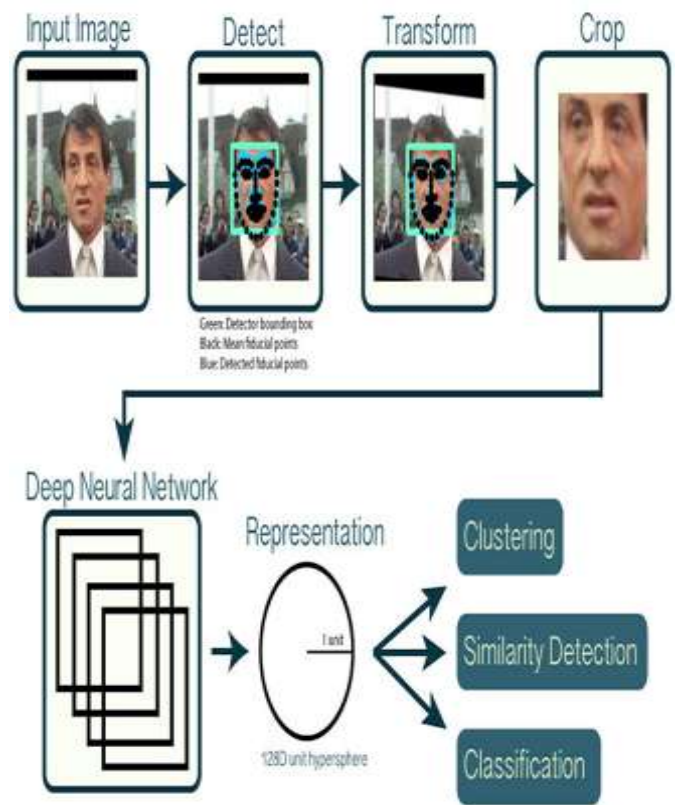 Input Image
Detect
Transform
Crop
Green: Detector bounding box
Black: Mean fiducial points
Blue: Detected fiducial points
Deep Neural Network
Representation
1 unit
128D unit hypersphere
Clustering
Similarity Detection
Classification